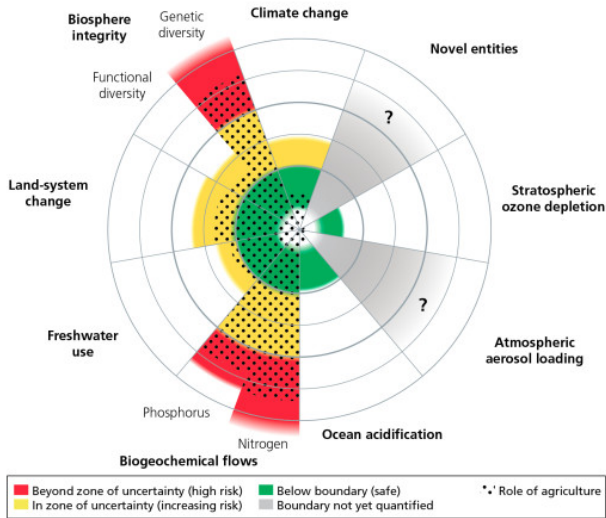 Climate change
Genetic
diversity
Biosphere
integrity
Functional
diversity
Novel entities
?
Land-system
change
Stratospheric
ozone depletion
?
Freshwater
use
Atmospheric
aerosol loading
Phosphorus
Nitrogen
Ocean acidification
Biogeochemical flows
Beyond zone of uncertainty (high risk)
In zone of uncertainty (increasing risk)
Below boundary (safe)
Boundary not yet quantified
Role of agriculture